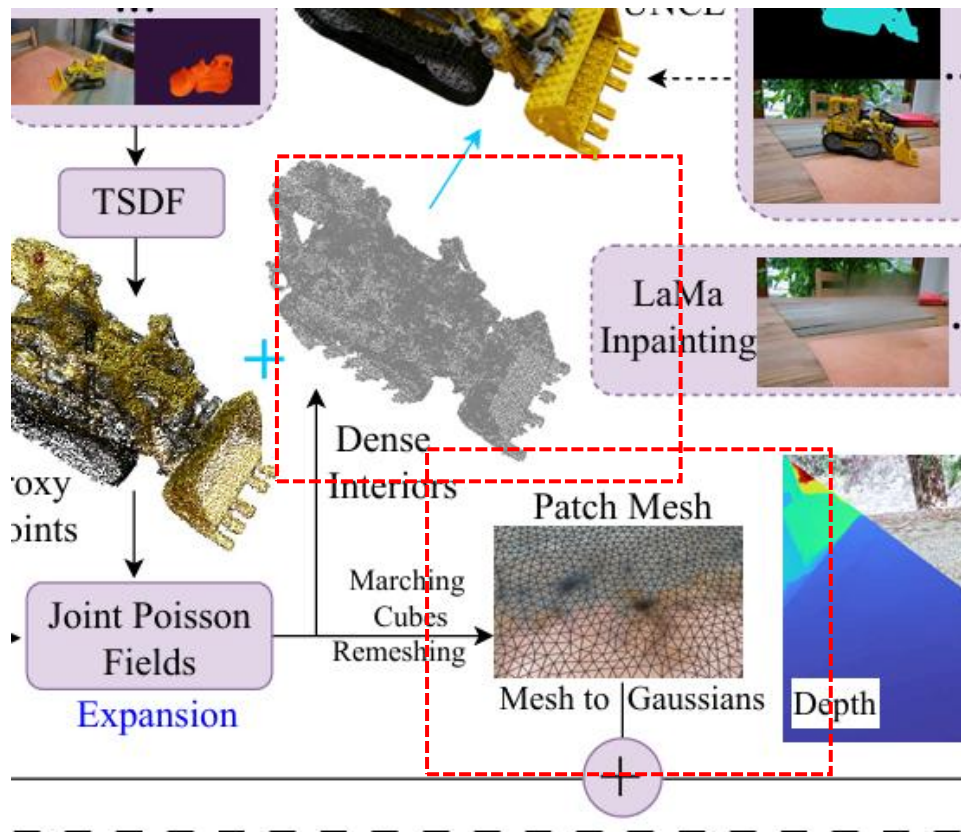 TSDF
LaMa
Inpainting
Dense
Interiors
Patch Mesh
Marching
Cubes
Remeshing
Joint Poisson
Fields
Expansion
Mesh to Gaussians
Depth